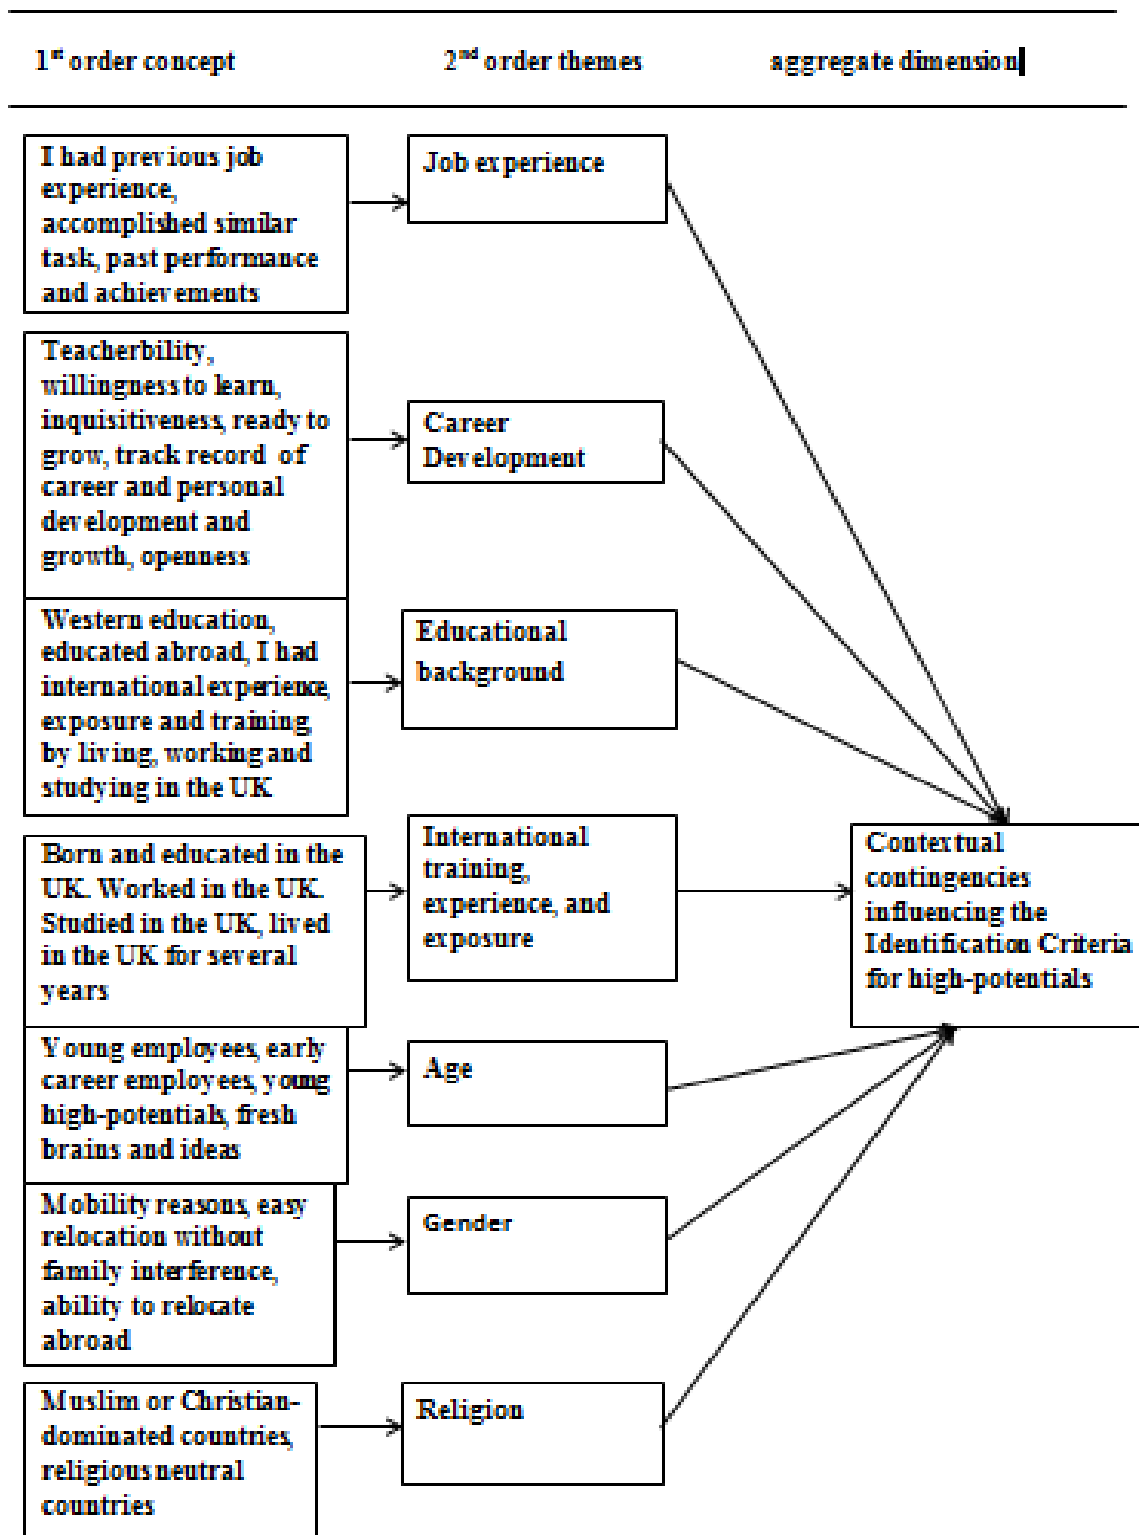 1st order concept
2nd order themes
aggregate dimension
I had previous job
experience,
accomplished similar
task, past performance
and achievements
Job experience
Teacherbility,
willingness to learn,
inquisitiveness, ready to
grow, track record of
career and personal
development and
growth, openness
Career
Development
Western education,
educated abroad, I had
international experience,
exposure and training
by living, working and
studying in the UK
Educational
background
Born and educated in the
UK. Worked in the UK.
Studied in the UK, lived
in the UK for several
years
International
training,
experience, and
exposure
Contextual
contingencies
influencing the
Identification Criteria
for high-potentials
Young employees, early
career employees, young
high-potentials, fresh
brains and ideas
Age
Mobility reasons, easy
relocation without
family interference,
ability to relocate
abroad
Gender
Muslim or Christian-
dominated countries,
religious neutral
countries
Religion